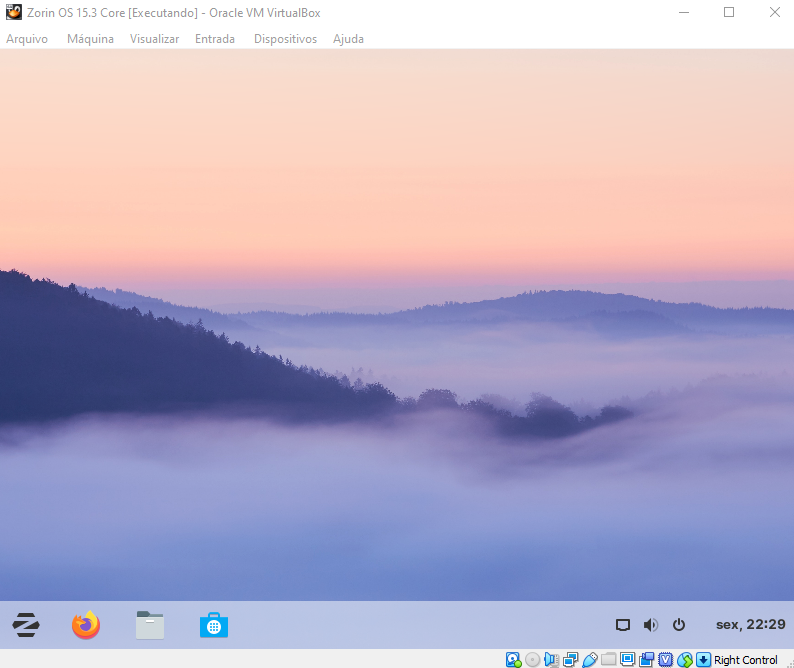 Zorin OS 15.3 Core [Executando] - Oracle VM VirtualBox
Arquivo Máquina Visualizar Entrada Dispositivos Ajuda
sex, 22:29
Right Control